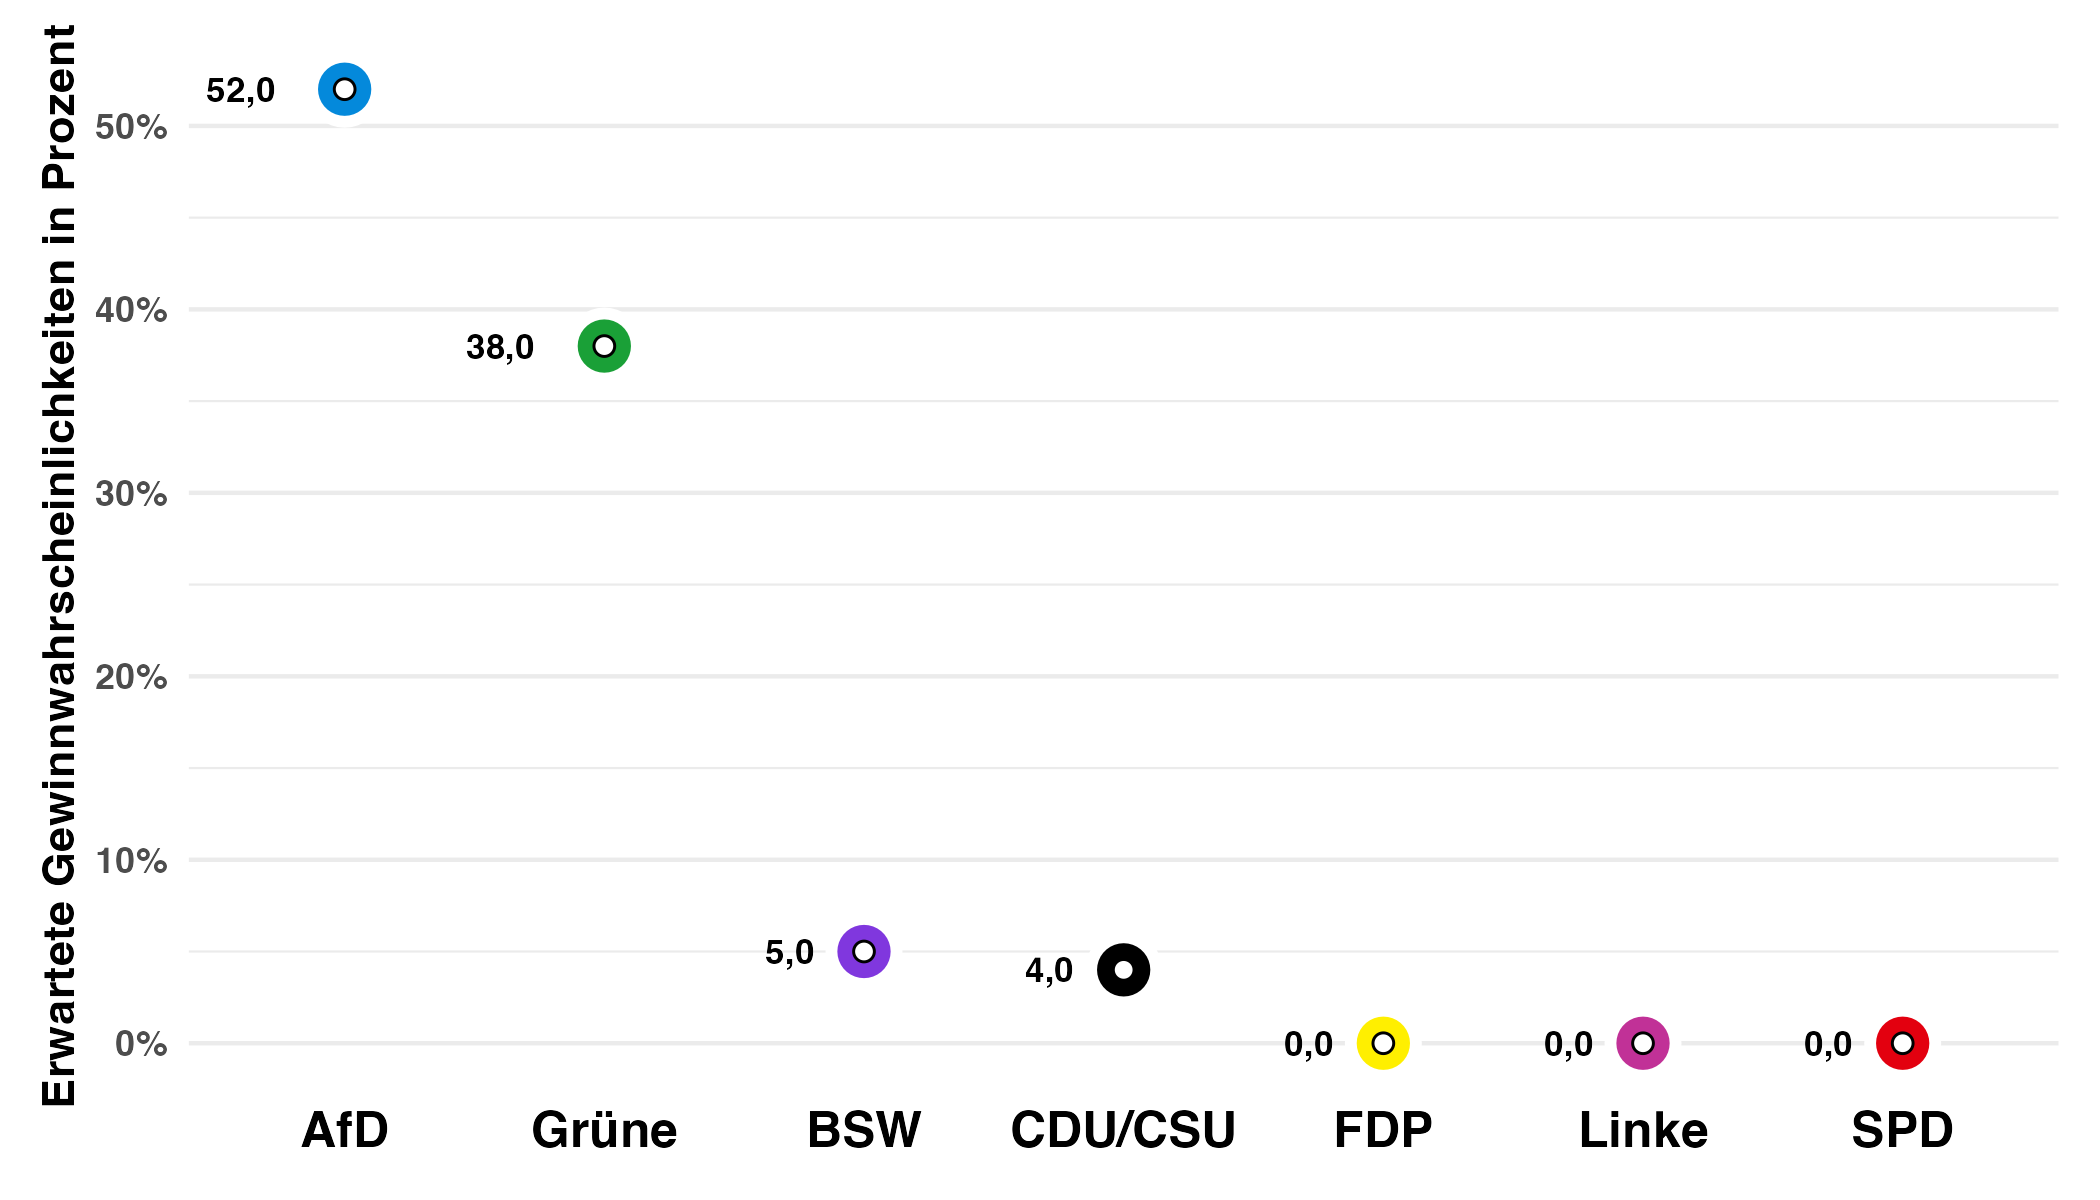 Erwartete Gewinnwahrscheinlichkeiten in Prozent
50%
40%
30%
20%
10%
0%
52,0
38,0
5,0
4,0
0,0
0,0
0,0
AfD
Grüne
BSW
CDU/CSU
FDP
Linke
SPD